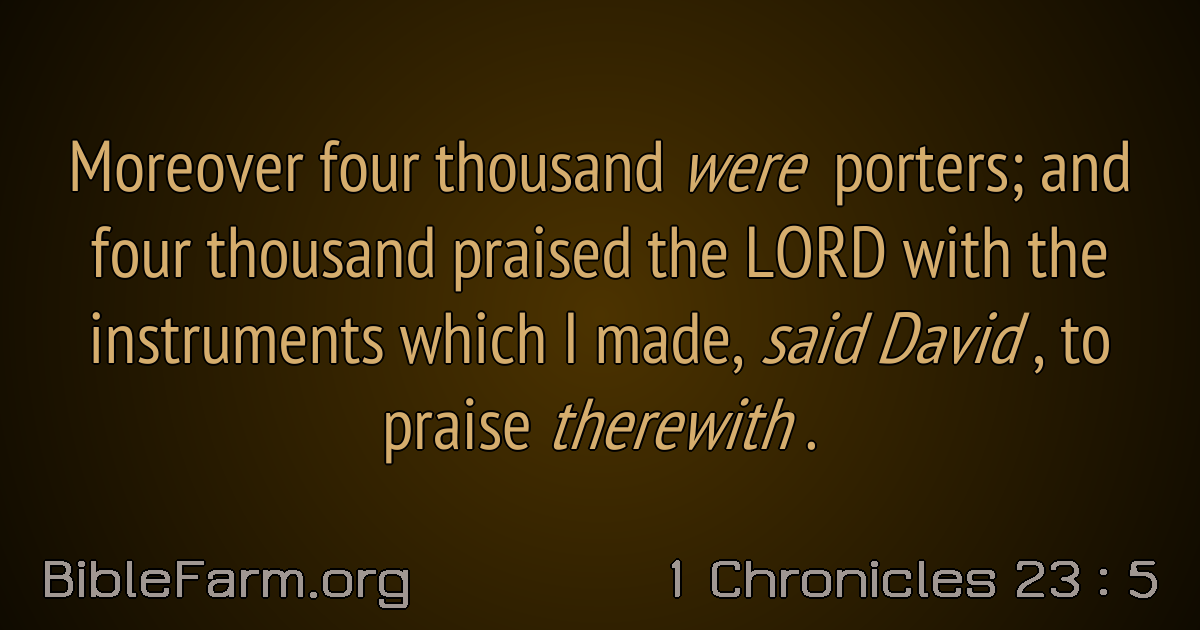 Moreover four thousand were porters; and
four thousand praised the LORD with the
instruments which I made, said David , to
praise therewith .
BibleFarm.org 1 Chronicles 23 : 5